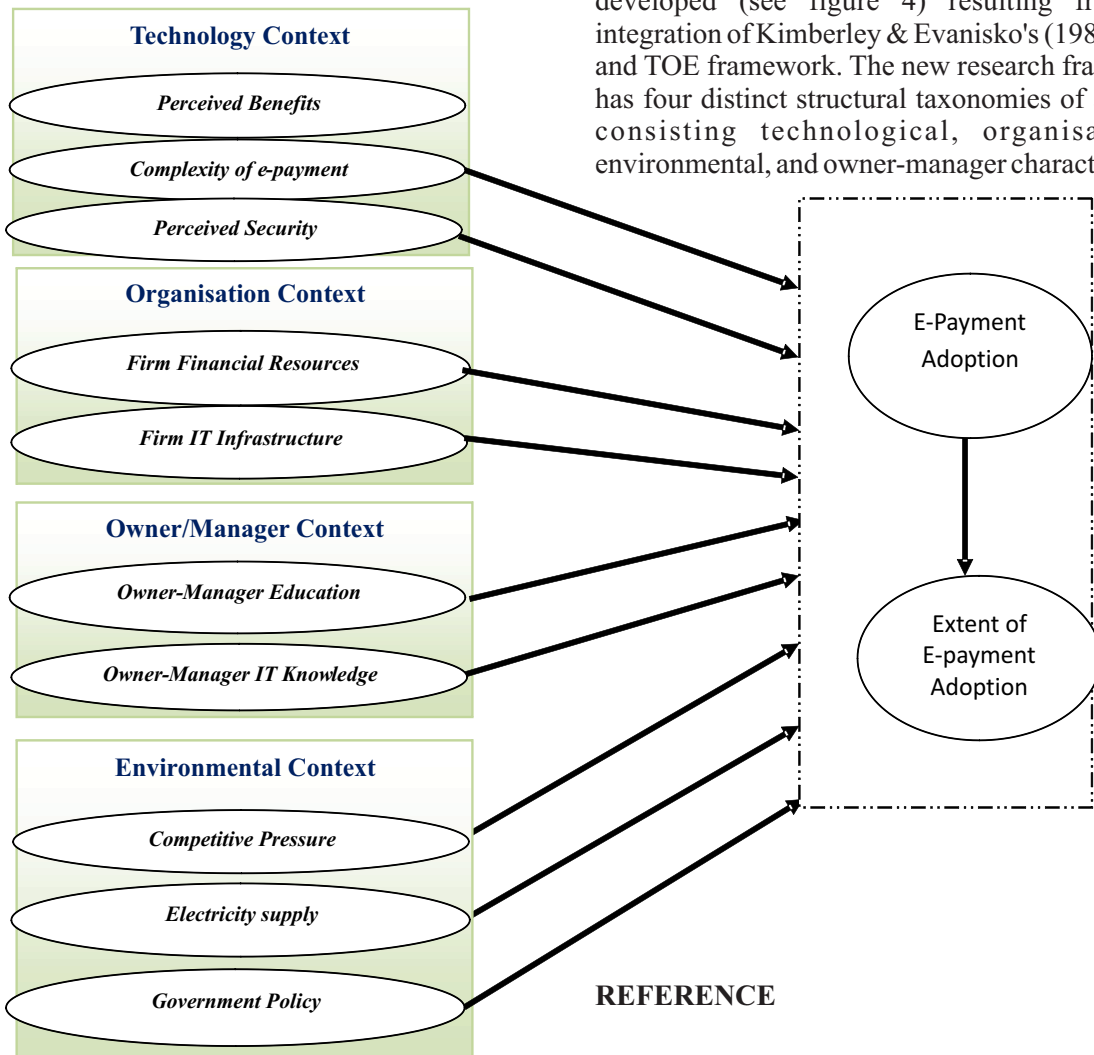 developed (see figure 4) resulting
integration of Kimberley & Evanisko's (198
and TOE framework. The new research
has four distinct structural taxonomies of
consisting technological,
environmental, and owner-manager
Technology Context
Perceived Benefits
Complexity of e-payment
Perceived Security
Organisation Context
Firm Financial Resources
Firm IT Infrastructure
Owner/Manager Context
Owner-Manager Education
Owner-Manager IT Knowledge
Environmental Context
Competitive Pressure
Electricity supply
Government Policy
E-Payment
Adoption
Extent of
E-payment
Adoption
REFERENCE